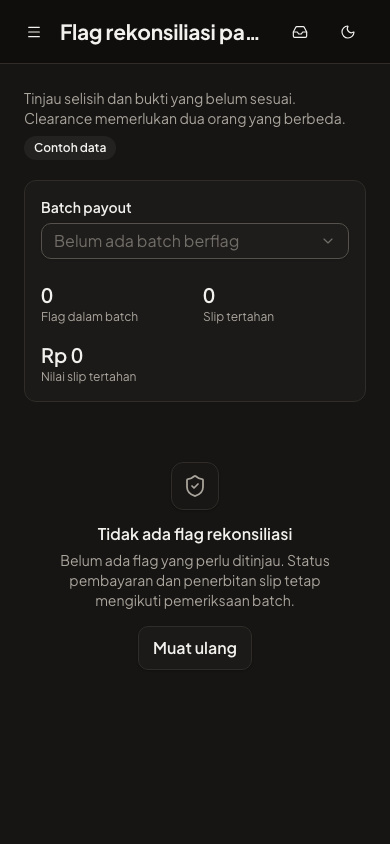 Flag rekonsiliasi pa...
Tinjau selisih dan bukti yang belum sesuai.
Clearance memerlukan dua orang yang berbeda.
Contoh data
Batch payout
Belum ada batch berflag
0
Flag dalam batch
0
Slip tertahan
Rp 0
Nilai slip tertahan
Tidak ada flag rekonsiliasi
Belum ada flag yang perlu ditinjau. Status
pembayaran dan penerbitan slip tetap
mengikuti pemeriksaan batch.
Muat ulang